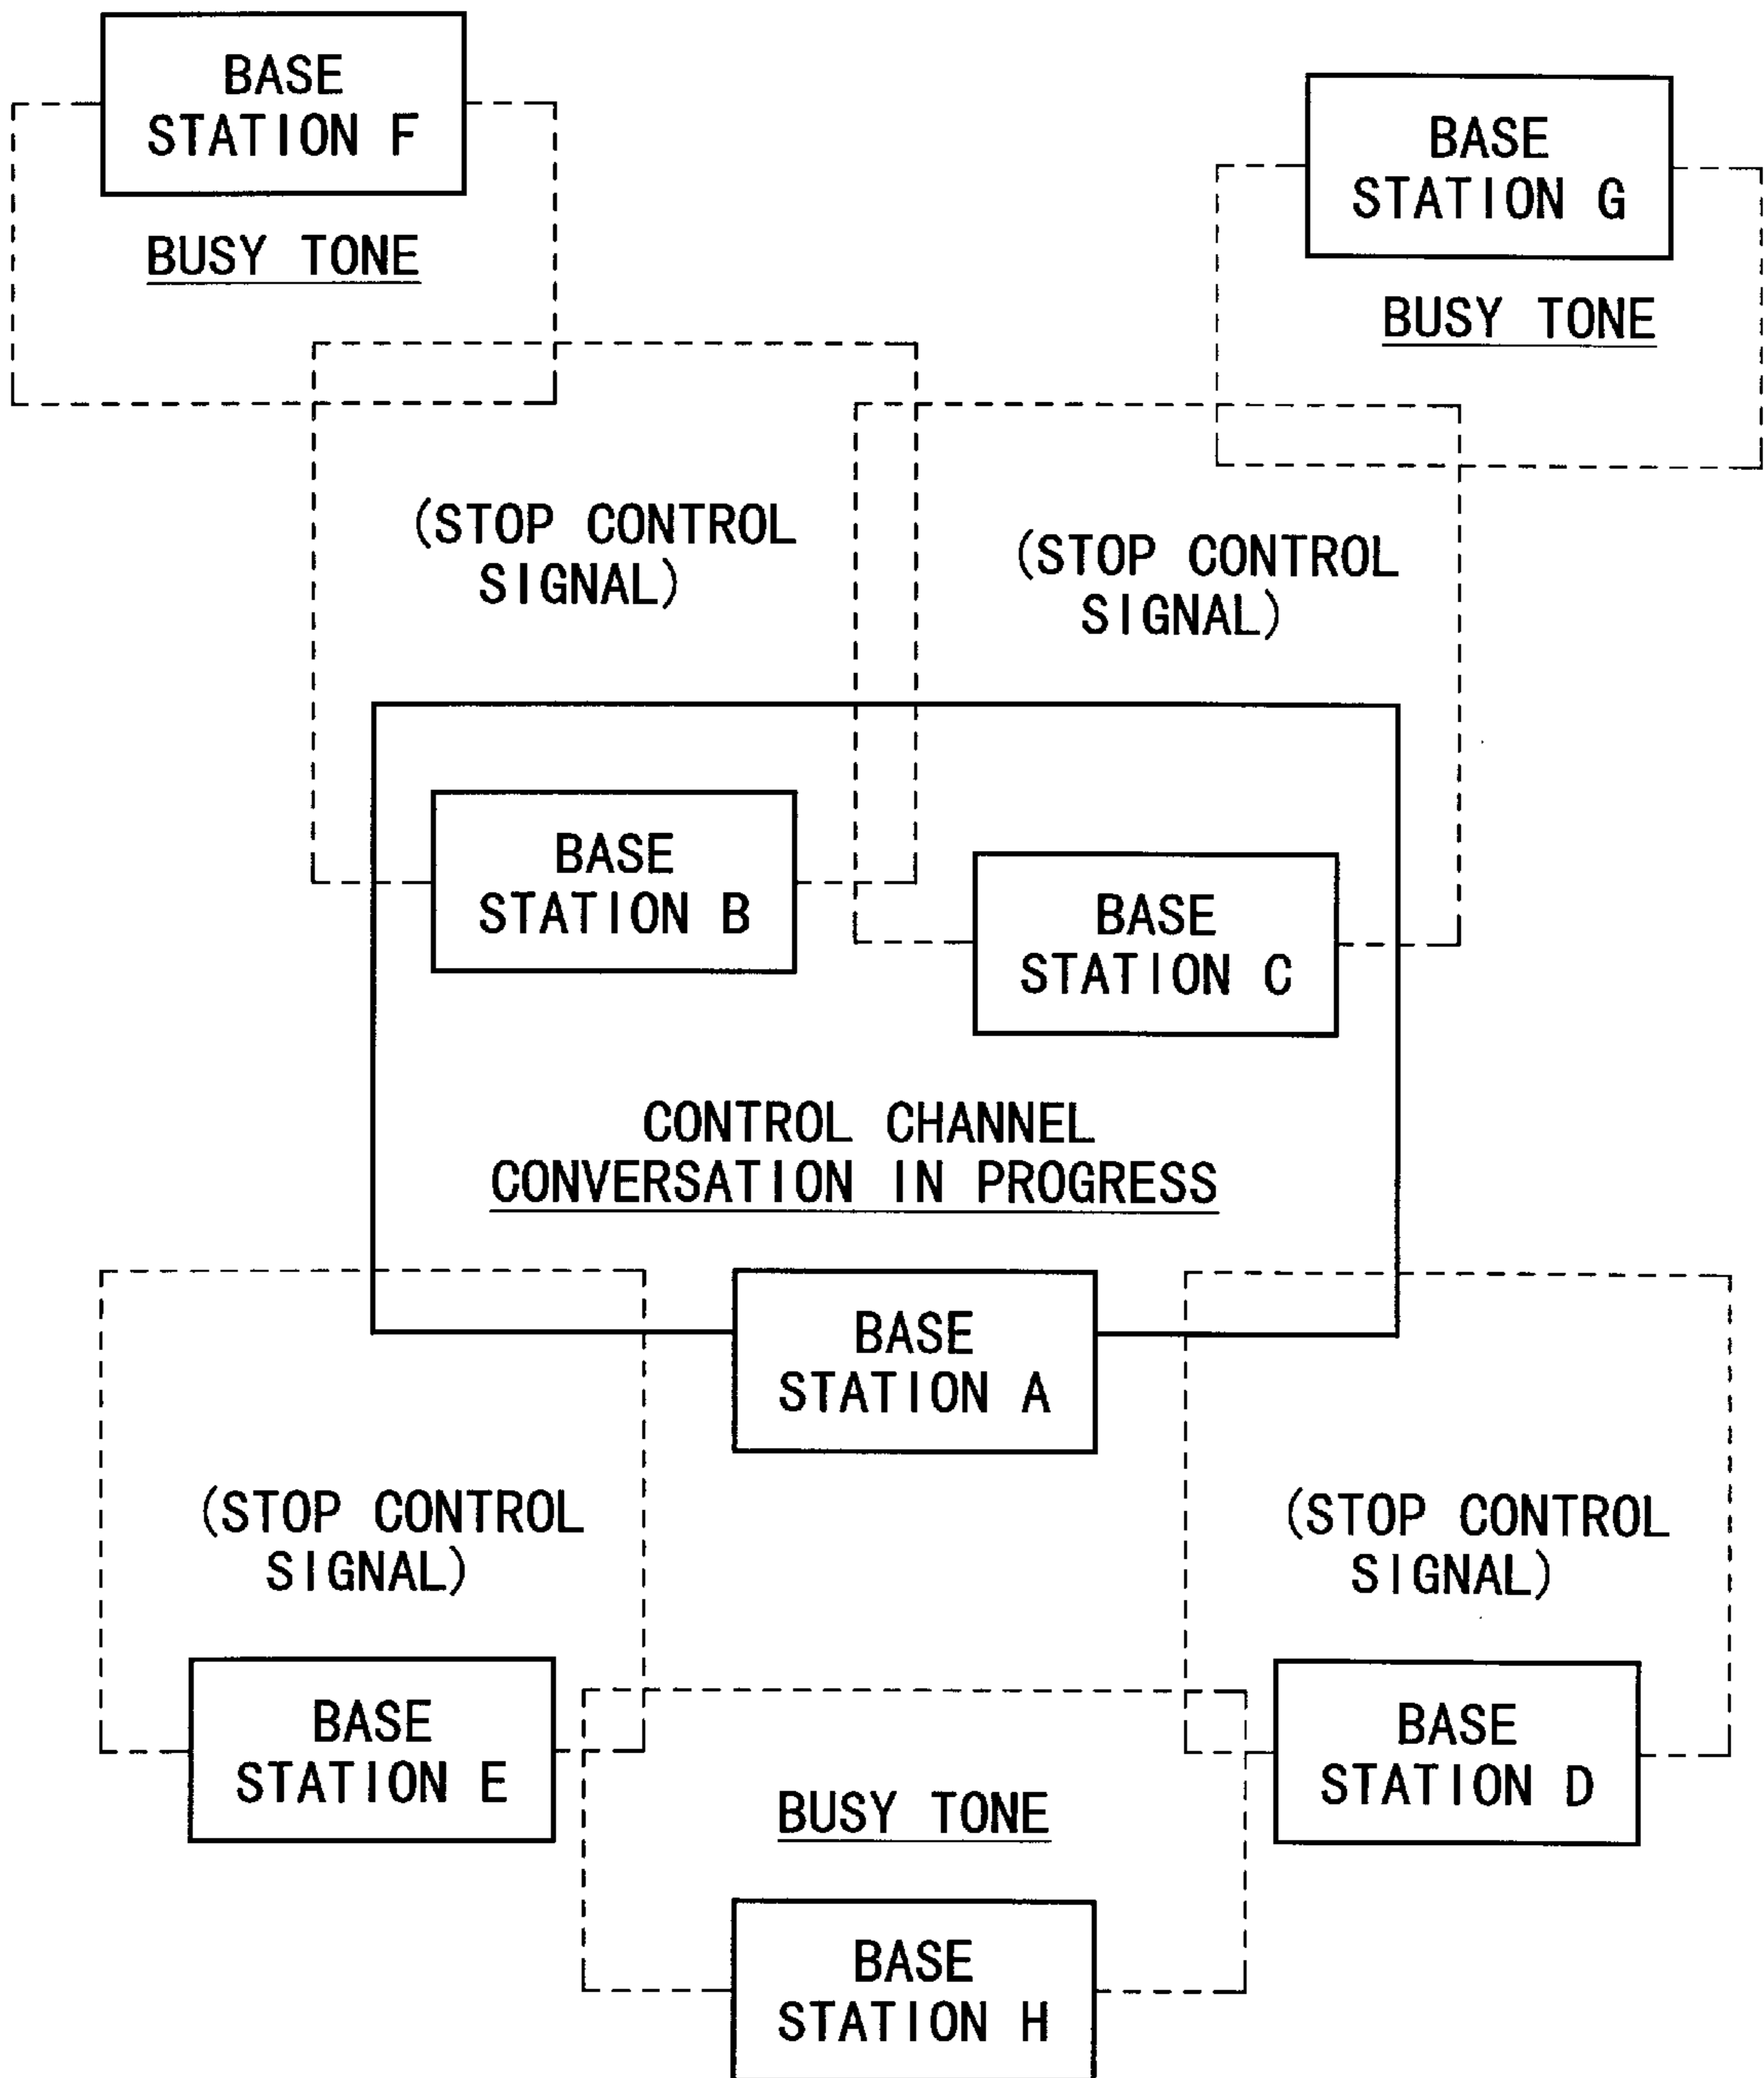 BASE
STATION F
BUSY TONE
BASE
STATION G
BUSY TONE
(STOP CONTROL
SIGNAL)
(STOP CONTROL
SIGNAL)
BASE
STATION B
BASE
STATION C
CONTROL CHANNEL
CONVERSATION IN PROGRESS
BASE
STATION A
(STOP CONTROL
SIGNAL)
(STOP CONTROL
SIGNAL)
BASE
STATION E
BASE
STATION D
BUSY TONE
BASE
STATION H